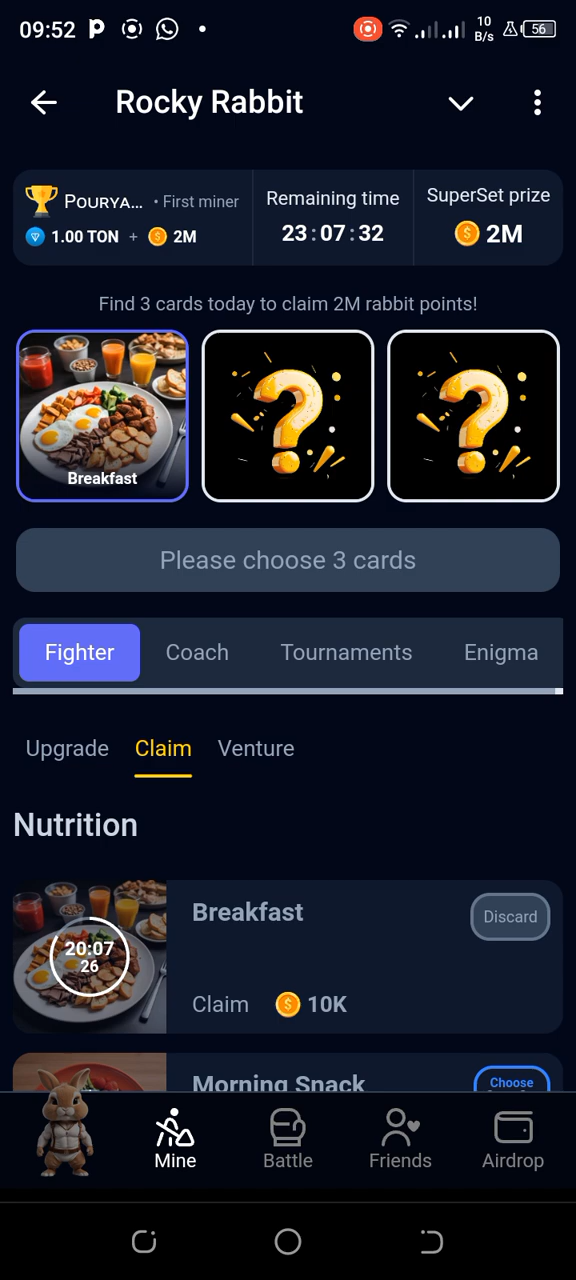 09:52
10 B/s
56
Rocky Rabbit
POURYA... • First miner
1.00 TON + 2M
Remaining time
23:07:32
SuperSet prize
2M
Find 3 cards today to claim 2M rabbit points!
Breakfast
Please choose 3 cards
Fighter Coach Tournaments Enigma
Upgrade Claim Venture
Nutrition
20:07
26
Breakfast
Discard
Claim 10K
Morning Snack
Choose
Mine Battle Friends Airdrop